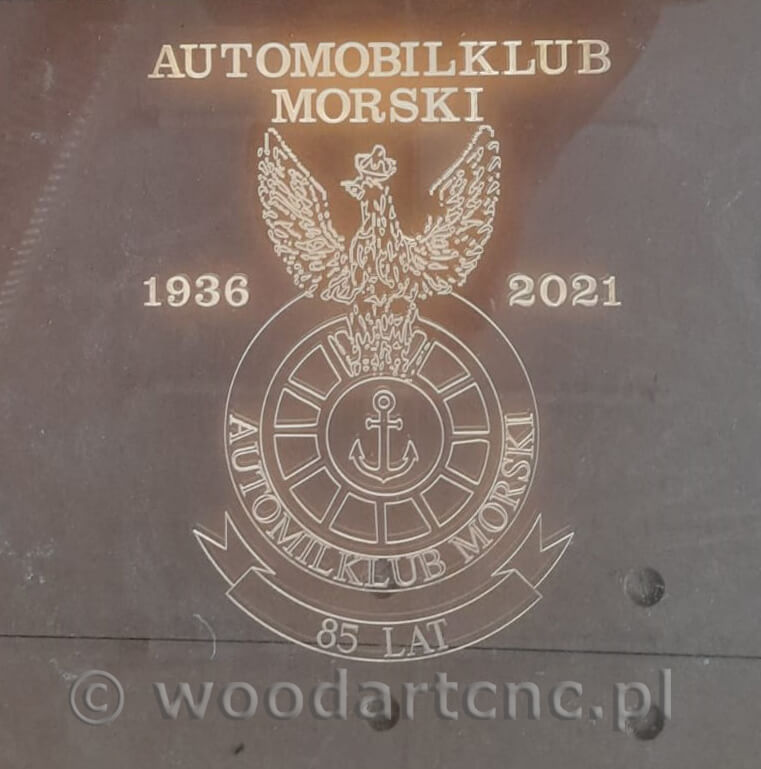 AUTOMOBILKLUB
MORSKI
1936 2021
AUTOMILKLUB MORSKI
85 LAT
© woodartcnc.pl